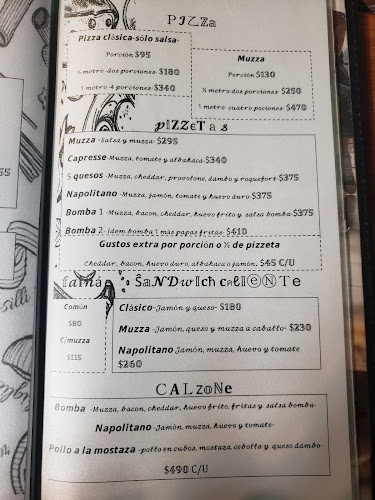 PIZZa
Pizza clásica-sólo salsa-
Porción $95
½ metro-dos porciones- $180
1 metro-4 porciones-$340
Muzza
Porción $130
½ metro-dos porciones- $250
1 metro-cuatro pociones-$470
pIZZeTas
Muzza -Salsa y muzza- $295
Capresse-Muzza, tomate y albahaca-$340
5 quesos-Muzza, cheddar, provolone, dambo y roquefort-$375
Napolitano-Muzza, jamón, tomate y huevo duro-$375
Bomba 1-Muzza, bacon, cheddar, huevo frito y salsa bomba-$375
Bomba 2-Idem bomba 1 más papas fritas-$410
Gustos extra por porción o ½ de pizzeta
Cheddar, bacon, huevo duro, albahaca o jamón. $45 C/U
fainá
Común
$80
C/muzza
$115
SaNDwIch caliENTe
Clásico-Jamón y queso- $180
Muzza-Jamón, queso y muzza a caballo-$230
Napolitano-Jamón, muzza, huevo y tomate
$260
CALzoNe
Bomba -Muzza, bacon, cheddar, huevo frito, fritas y salsa bomba-
Napolitano-Jamón, muzza, huevo y tomate-
Pollo a la mostaza-pollo en cubos, mostaza, cebolla y queso dambo-
$490 C/U